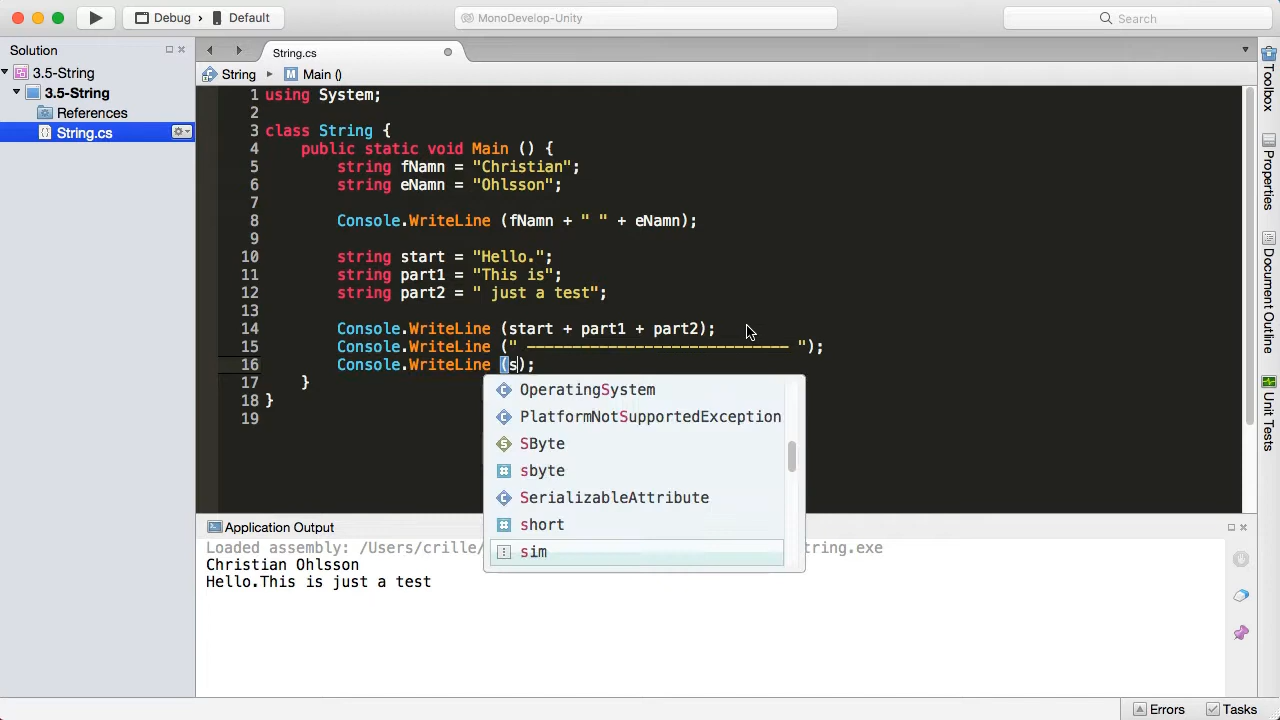 Debug › Default
MonoDevelop-Unity
Search
Solution
3.5-String
3.5-String
References
String.cs
String.cs
String ▸ Main ()
1 using System;
2
3 class String {
4 public static void Main () {
5 string fNamn = "Christian";
6 string eNamn = "Ohlsson";
7
8 Console.WriteLine (fNamn + " " + eNamn);
9
10 string start = "Hello.";
11 string part1 = "This is";
12 string part2 = " just a test";
13
14 Console.WriteLine (start + part1 + part2);
15 Console.WriteLine (" ----------------------------- ");
16 Console.WriteLine (s);
17 }
18 }
19
OperatingSystem
PlatformNotSupportedException
SByte
sbyte
SerializableAttribute
short
sim
Application Output
Loaded assembly: /Users/crille/ tring.exe
Christian Ohlsson
Hello.This is just a test
Toolbox
Properties
Document Outline
Unit Tests
Errors
Tasks